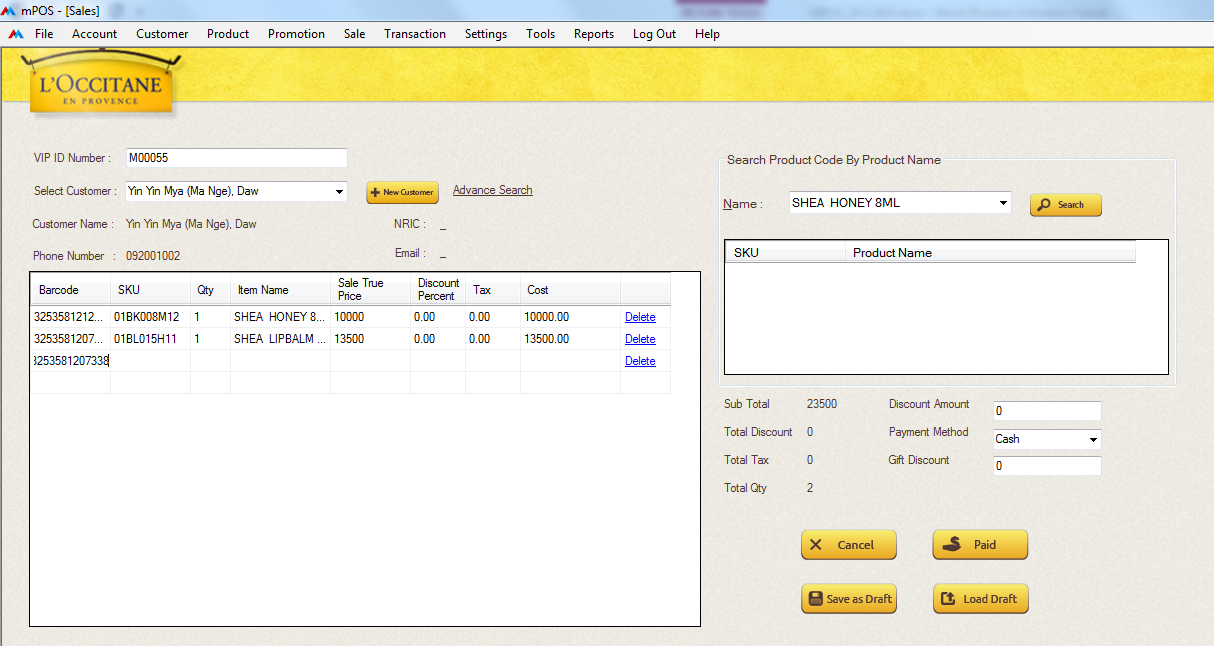 mPOS - [Sales]
File Account Customer Product Promotion Sale Transaction Settings Tools Reports Log Out Help
L'OCCITANE
EN PROVENCE
VIP ID Number : M00055
Select Customer : Yin Yin Mya (Ma Nge), Daw New Customer Advance Search
Customer Name : Yin Yin Mya (Ma Nge), Daw NRIC : _
Phone Number : 092001002 Email : _
Barcode SKU Qty Item Name Sale True Price Discount Percent Tax Cost
3253581212... 01BK008M12 1 SHEA HONEY 8... 10000 0.00 0.00 10000.00 Delete
3253581207... 01BL015H11 1 SHEA LIPBALM ... 13500 0.00 0.00 13500.00 Delete
3253581207338 Delete
Search Product Code By Product Name
Name : SHEA HONEY 8ML Search
SKU Product Name
Sub Total 23500 Discount Amount 0
Total Discount 0 Payment Method Cash
Total Tax 0 Gift Discount 0
Total Qty 2
Cancel Paid
Save as Draft Load Draft